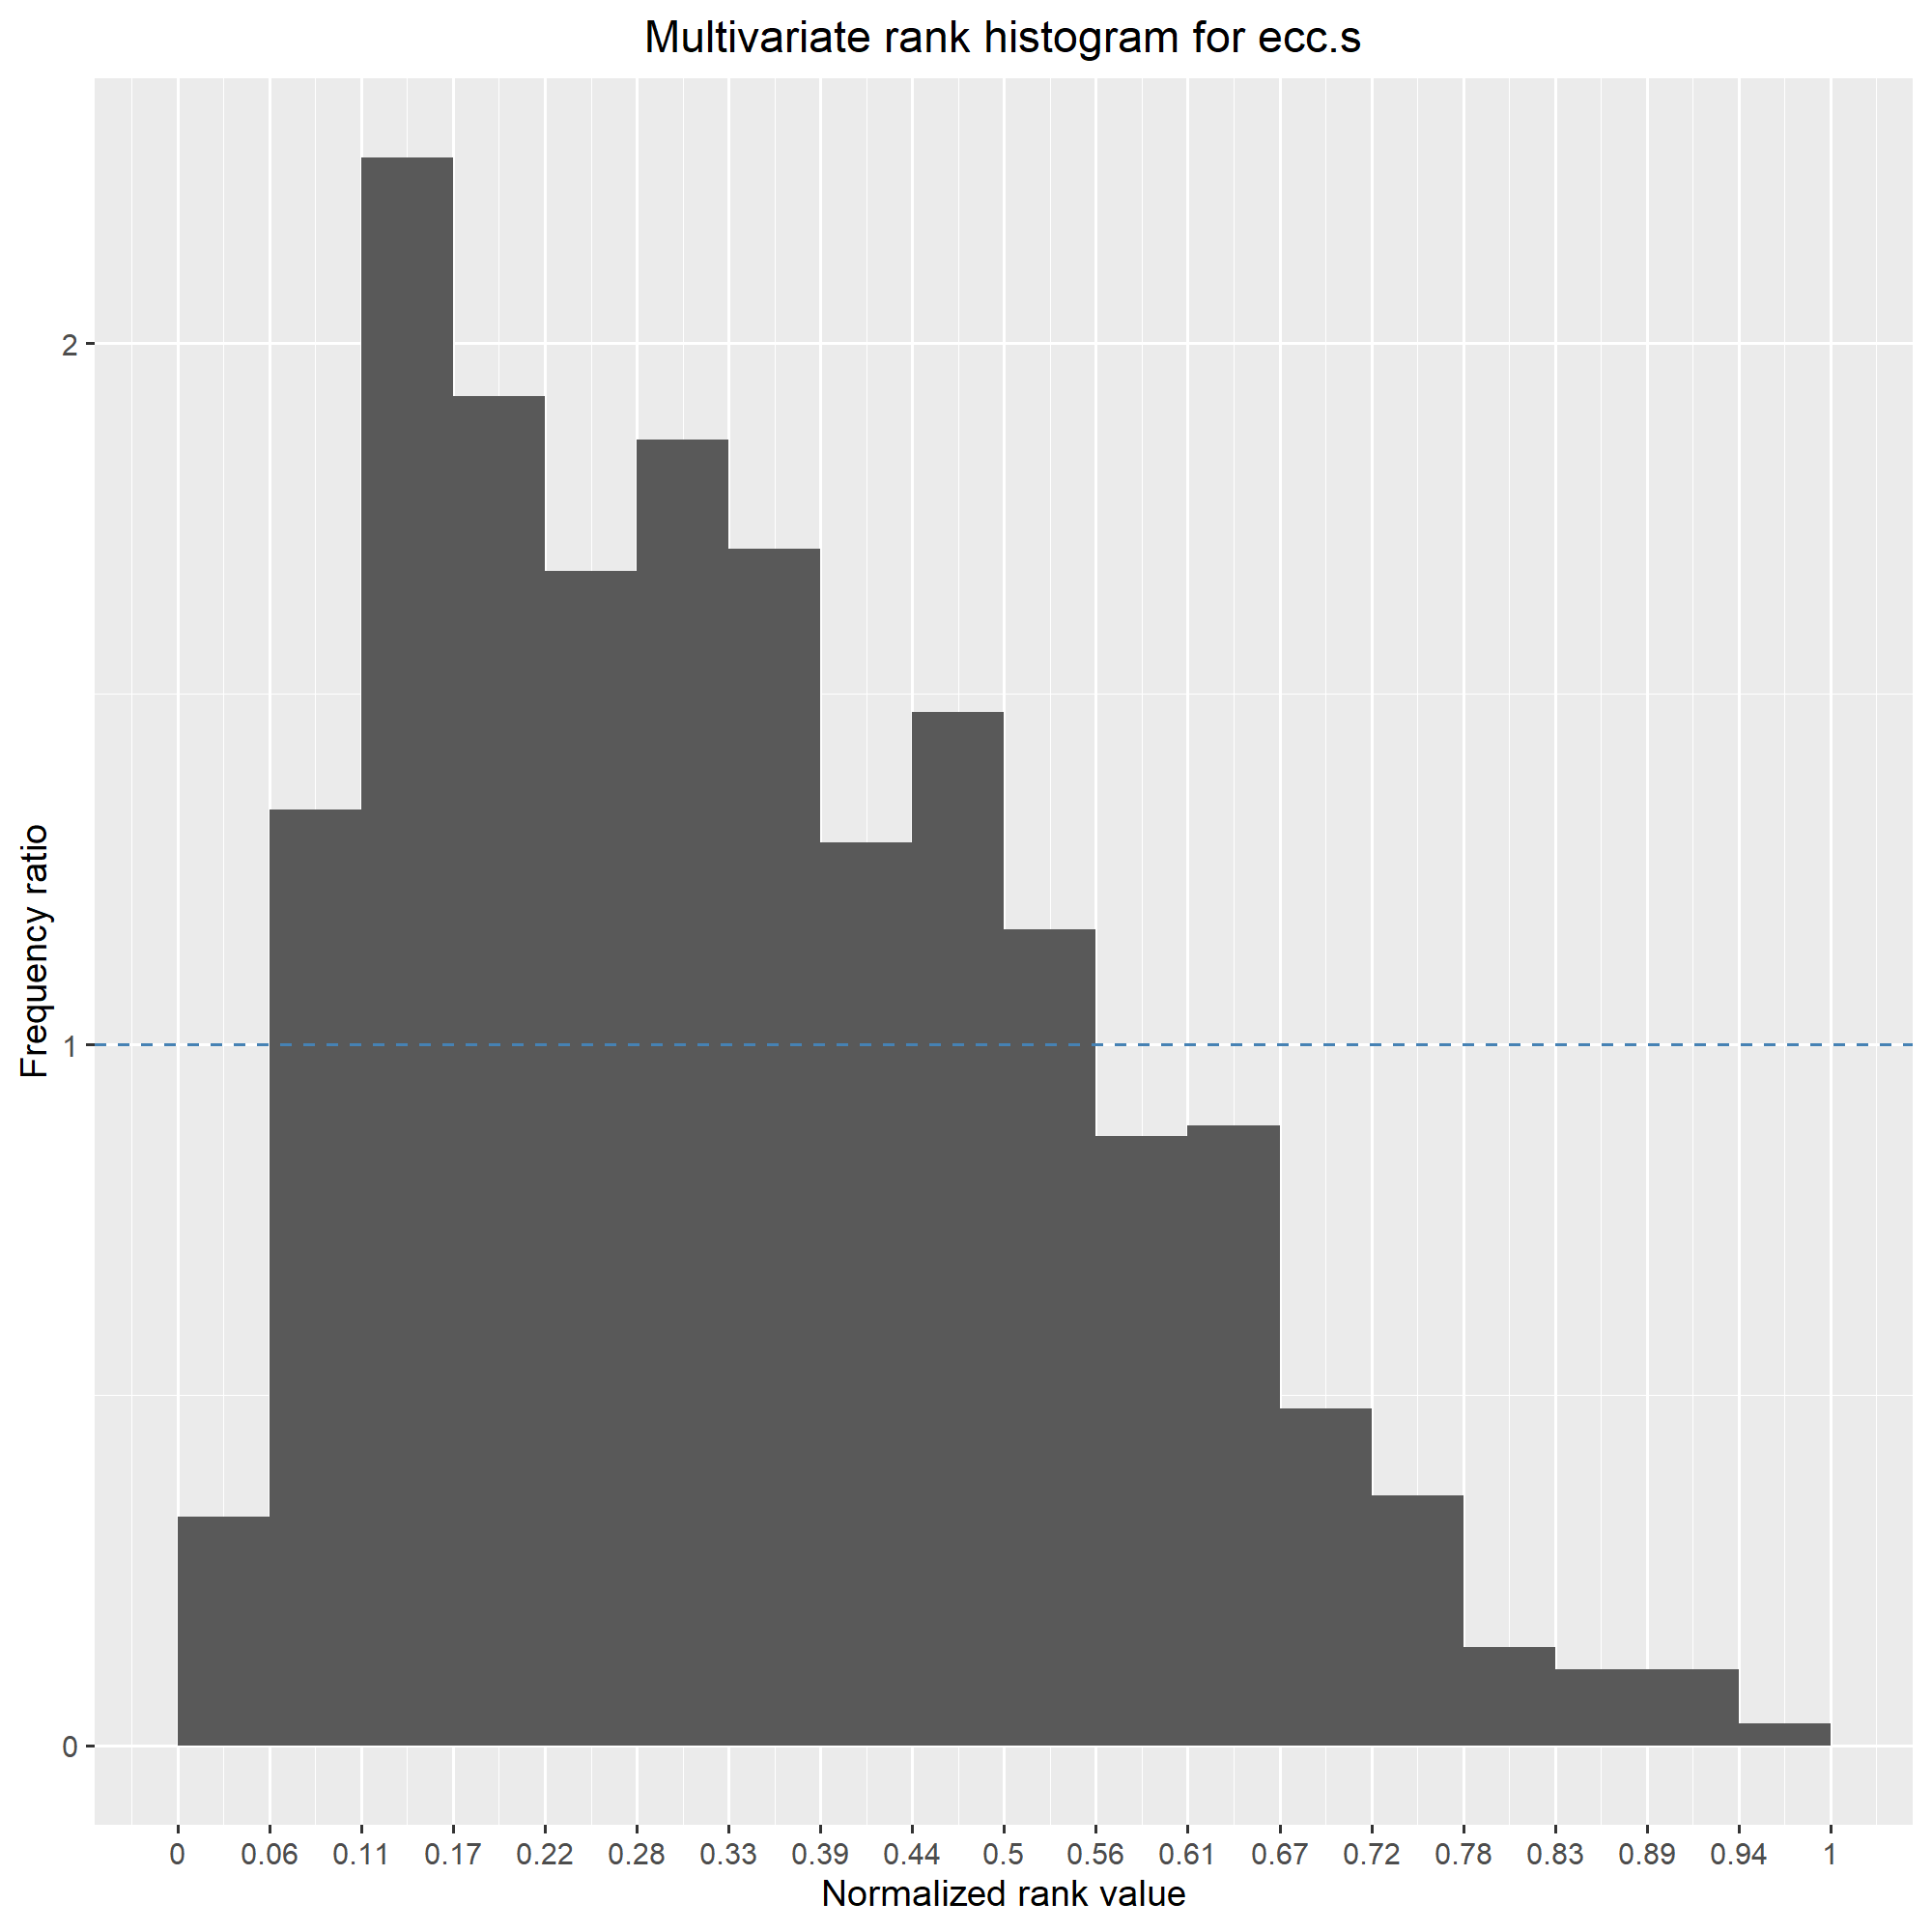 Multivariate rank histogram for ecc.s
Frequency ratio
2
1
0
0 0.06 0.11 0.17 0.22 0.28 0.33 0.39 0.44 0.5 0.56 0.61 0.67 0.72 0.78 0.83 0.89 0.94 1
Normalized rank value